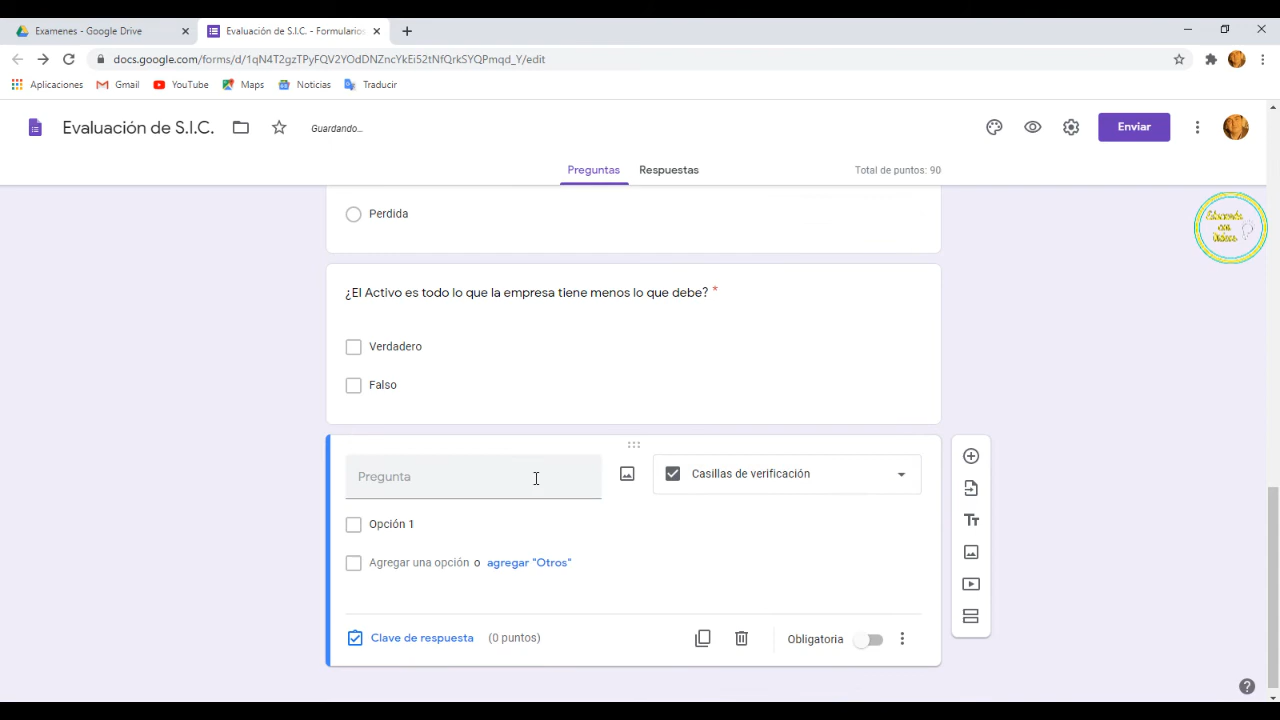 Examenes - Google Drive
Evaluación de S.I.C. - Formularios
docs.google.com/forms/d/1qN4T2gzTPyFQV2YOdDNZncYkEi52tNfQrkSYQPmqd_Y/edit
Aplicaciones Gmail YouTube Maps Noticias Traducir
Evaluación de S.I.C. Guardando... Enviar
Preguntas Respuestas Total de puntos: 90
Perdida
Educando
con
Videos
¿El Activo es todo lo que la empresa tiene menos lo que debe? *
Verdadero
Falso
Pregunta Casillas de verificación
Opción 1
Agregar una opción o agregar "Otros"
Clave de respuesta (0 puntos) Obligatoria